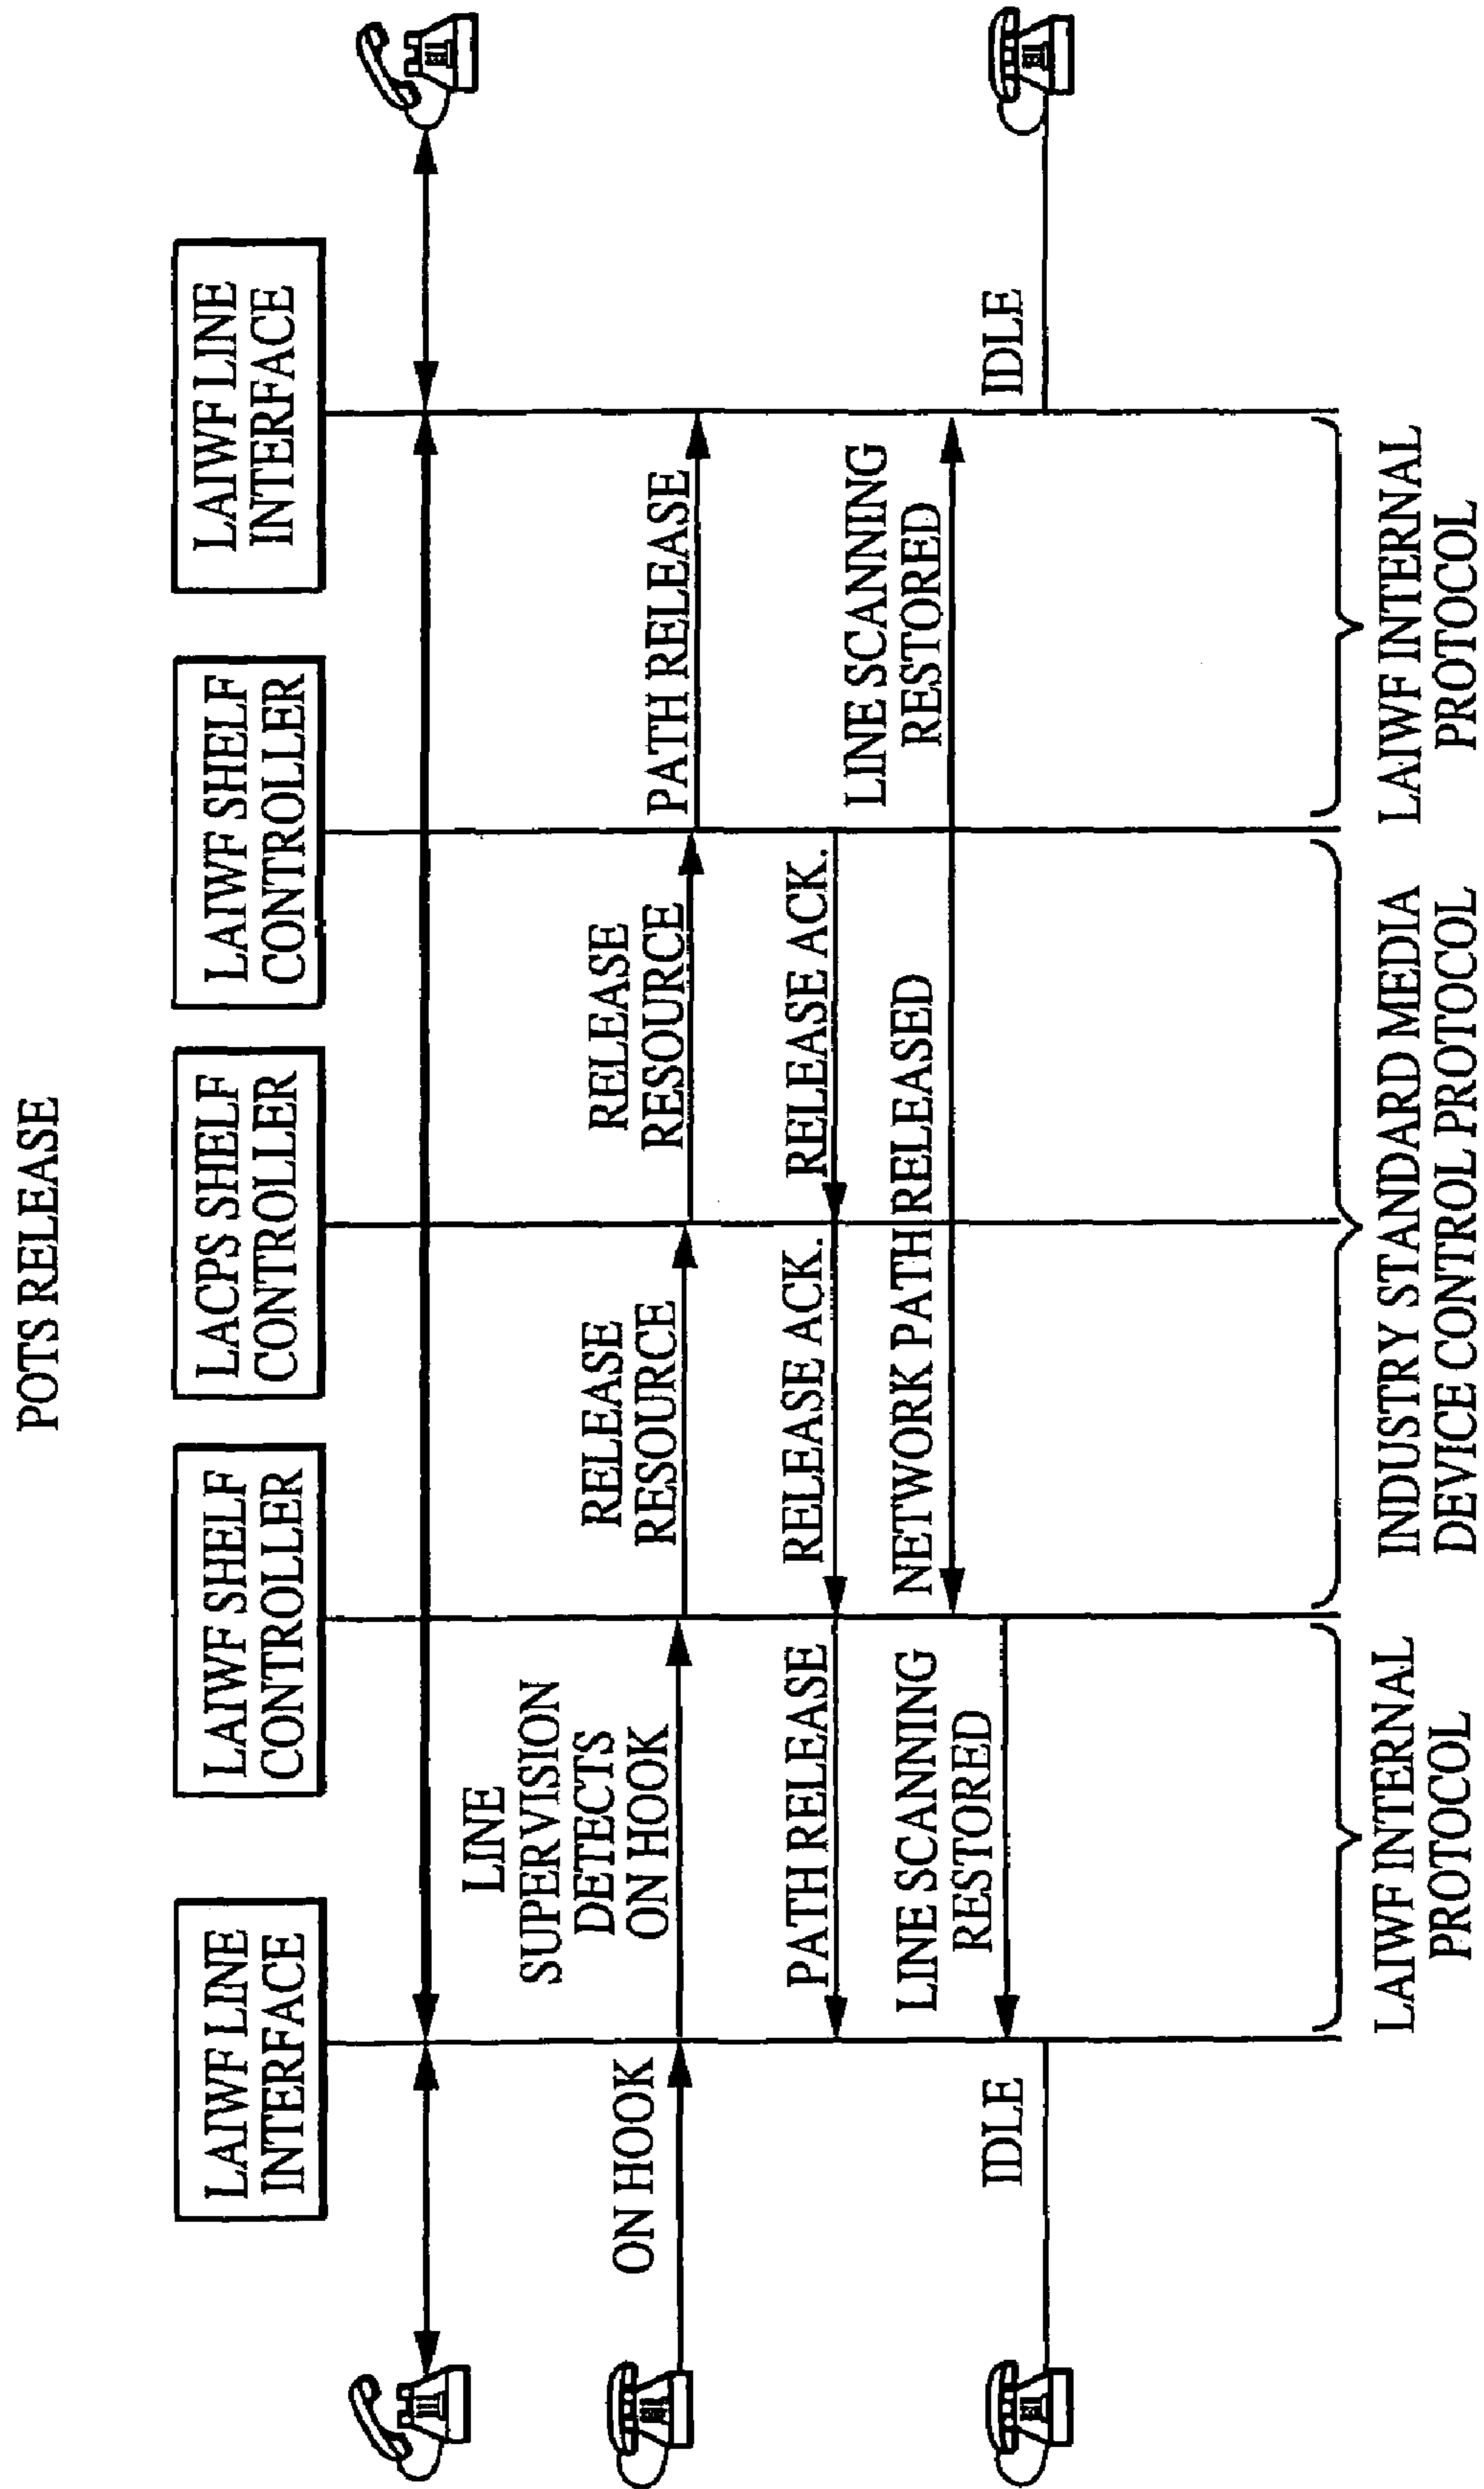 POTS RELEASE
LAIWF LINE
INTERFACE
LAIWF SHELF
CONTROLLER
LACPS SHELF
CONTROLLER
LAIWF SHELF
CONTROLLER
LAIWF LINE
INTERFACE
ON HOOK
LINE
SUPERVISION
DETECTS
ON HOOK
RELEASE
RESOURCE
RELEASE
RESOURCE
PATH RELEASE
PATH RELEASE
RELEASE ACK.
RELEASE ACK.
LINE SCANNING
RESTORED
NETWORK PATH RELEASED
LINE SCANNING
RESTORED
IDLE
IDLE
LAIWF INTERNAL
PROTOCOL
INDUSTRY STANDARD MEDIA
DEVICE CONTROL PROTOCOL
LAIWF INTERNAL
PROTOCOL